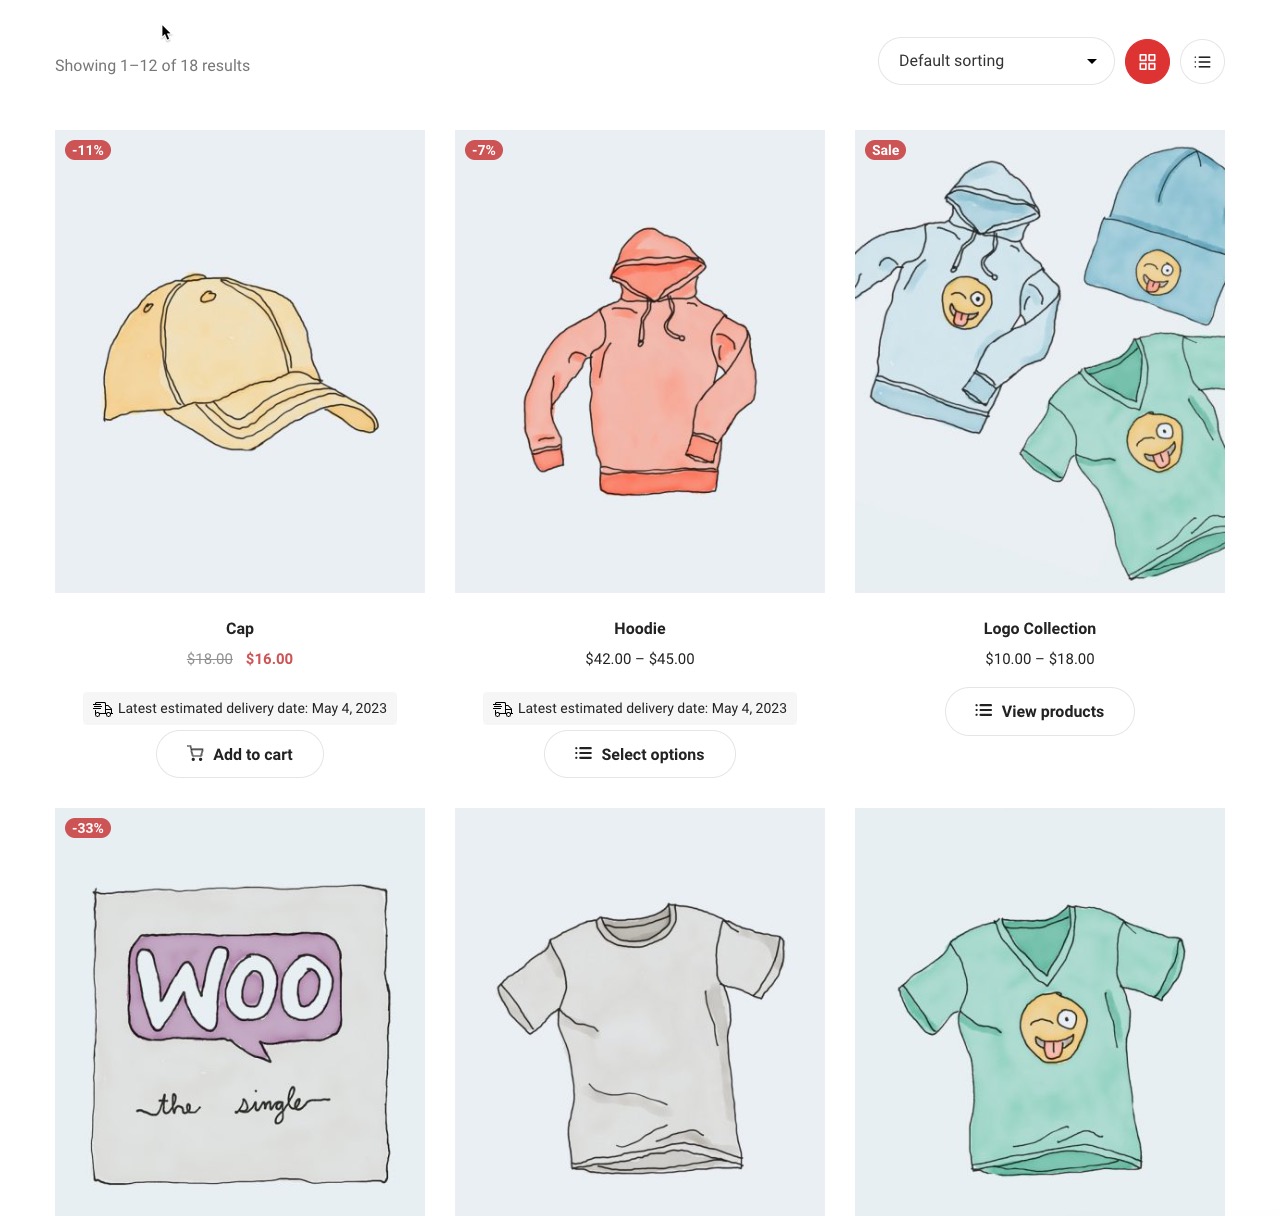 Showing 1–12 of 18 results
Default sorting
-11%
-7%
Sale
Cap
Hoodie
Logo Collection
$18.00 $16.00
$42.00 – $45.00
$10.00 – $18.00
Latest estimated delivery date: May 4, 2023
Latest estimated delivery date: May 4, 2023
View products
Add to cart
Select options
-33%
WOO
the single